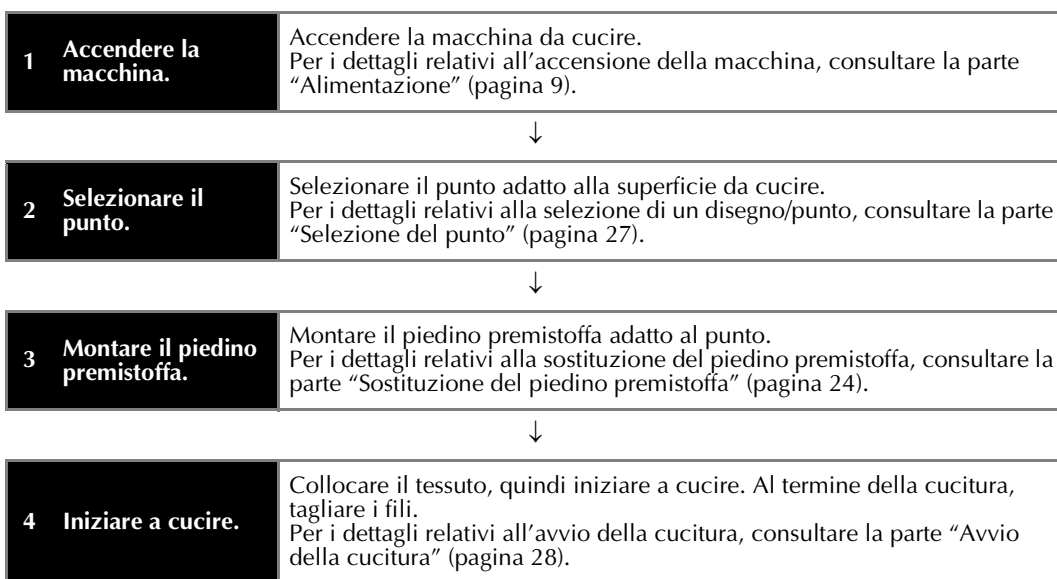 1 Accendere la macchina.
Accendere la macchina da cucire.
Per i dettagli relativi all'accensione della macchina, consultare la parte
“Alimentazione” (pagina 9).
↓
2 Selezionare il punto.
Selezionare il punto adatto alla superficie da cucire.
Per i dettagli relativi alla selezione di un disegno/punto, consultare la parte
“Selezione del punto” (pagina 27).
↓
3 Montare il piedino premistoffa.
Montare il piedino premistoffa adatto al punto.
Per i dettagli relativi alla sostituzione del piedino premistoffa, consultare la
parte “Sostituzione del piedino premistoffa” (pagina 24).
↓
4 Iniziare a cucire.
Collocare il tessuto, quindi iniziare a cucire. Al termine della cucitura,
tagliare i fili.
Per i dettagli relativi all'avvio della cucitura, consultare la parte “Avvio
della cucitura” (pagina 28).